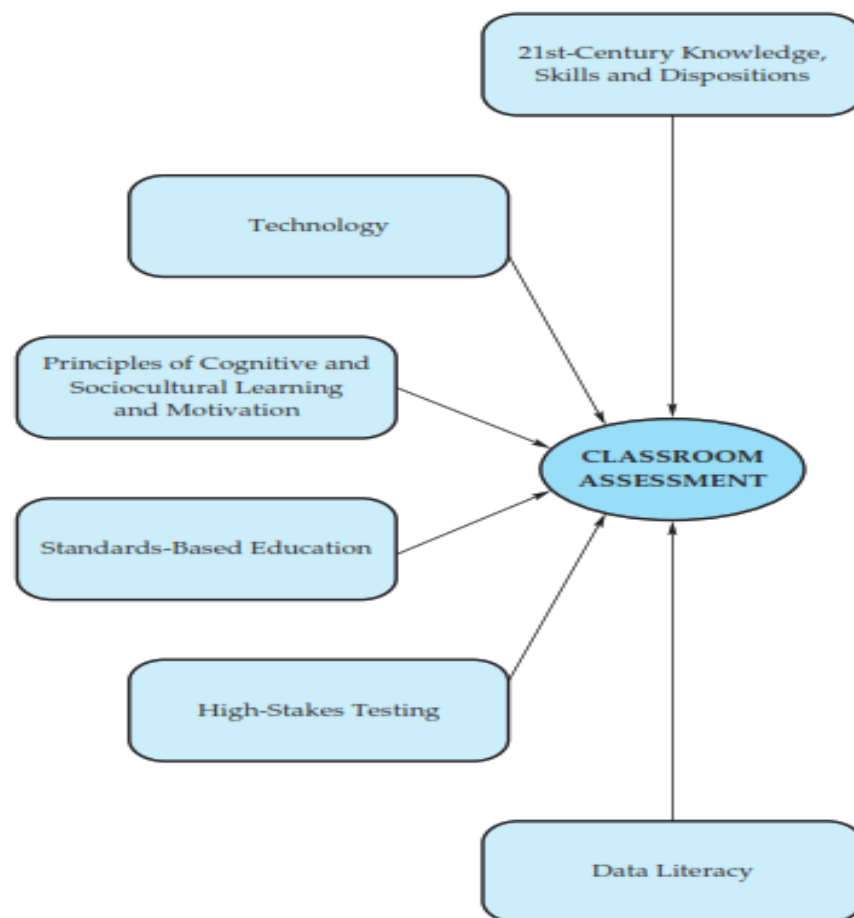 21st-Century Knowledge,
Skills and Dispositions
Technology
Principles of Cognitive and
Sociocultural Learning
and Motivation
CLASSROOM
ASSESSMENT
Standards-Based Education
High-Stakes Testing
Data Literacy